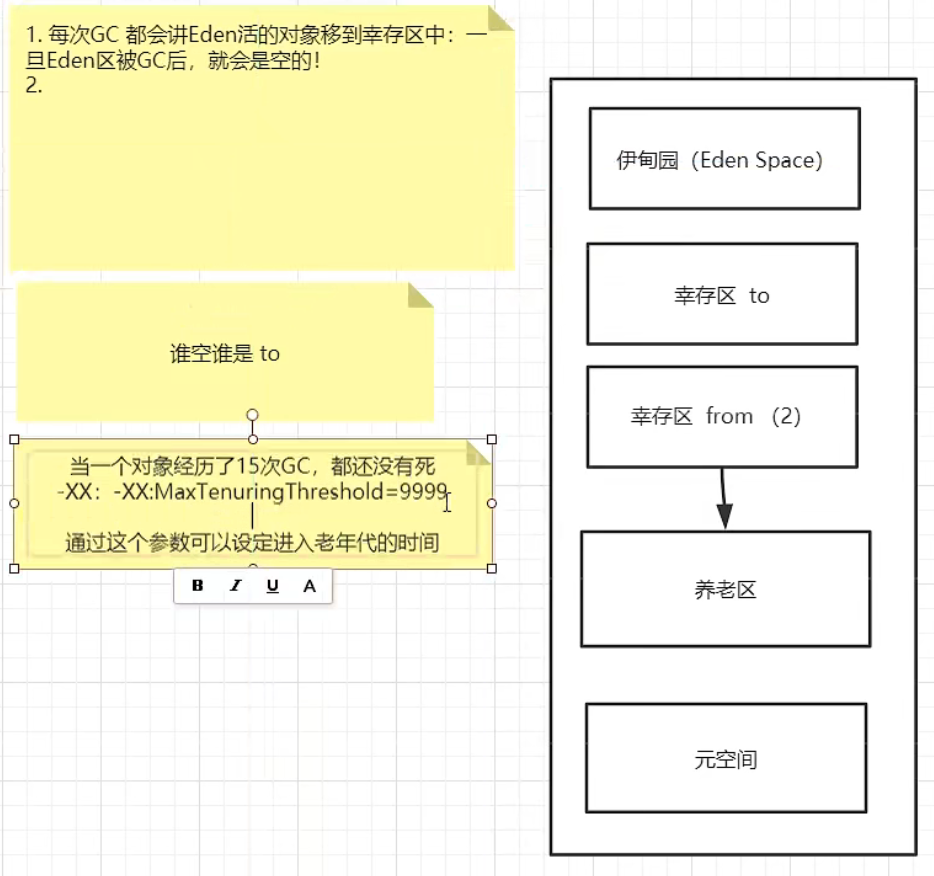 1. 每次GC 都会讲Eden活的对象移到幸存区中：一
旦Eden区被GC后，就会是空的！
2.
谁空谁是 to
当一个对象经历了15次GC，都还没有死
-XX：-XX:MaxTenuringThreshold=9999
通过这个参数可以设定进入老年代的时间
B I U A
伊甸园（Eden Space）
幸存区 to
幸存区 from （2）
养老区
元空间